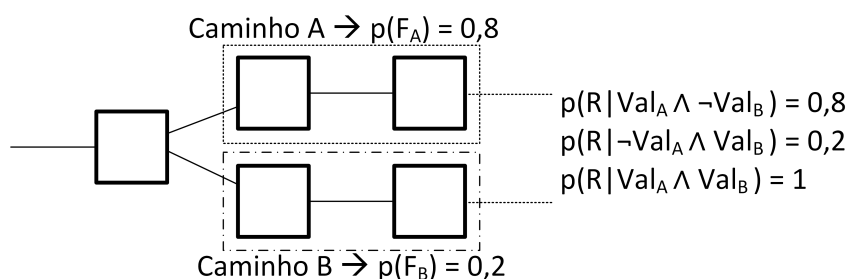 Caminho A → p(F_A) = 0,8
p(R|Val_A ∧ ¬Val_B) = 0,8
p(R|¬Val_A ∧ Val_B) = 0,2
p(R|Val_A ∧ Val_B) = 1
Caminho B → p(F_B) = 0,2